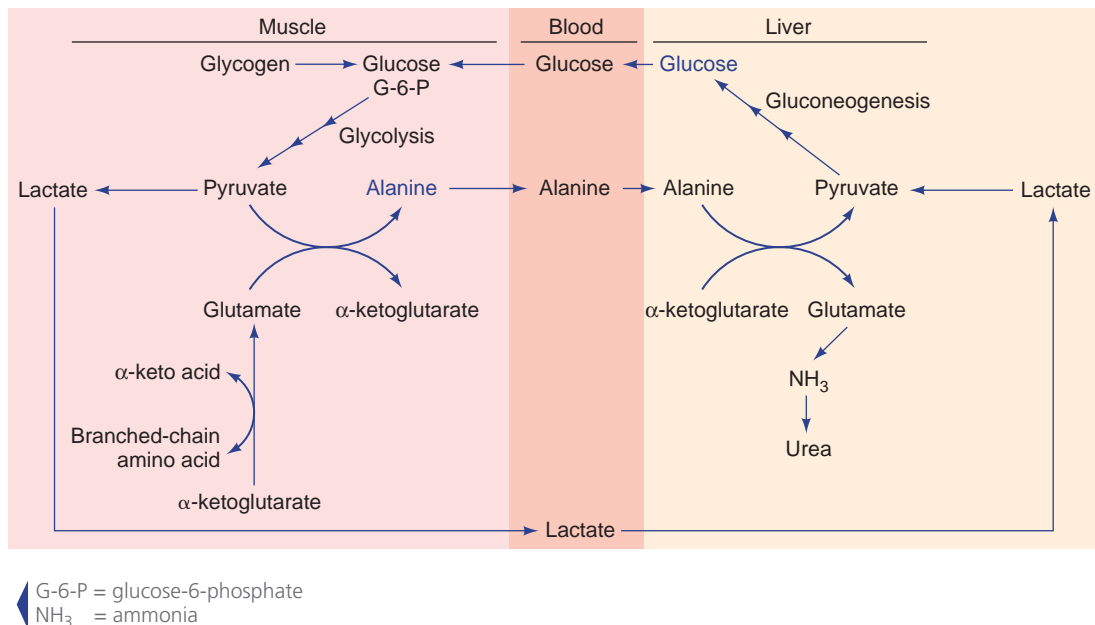 Muscle Blood Liver
Glycogen Glucose Glucose Glucose
G-6-P
Gluconeogenesis
Glycolysis
Lactate Pyruvate Alanine Alanine Alanine Pyruvate Lactate
Glutamate α-ketoglutarate α-ketoglutarate Glutamate
α-keto acid
NH₃
Branched-chain
amino acid
Urea
α-ketoglutarate
Lactate
G-6-P = glucose-6-phosphate
NH₃ = ammonia